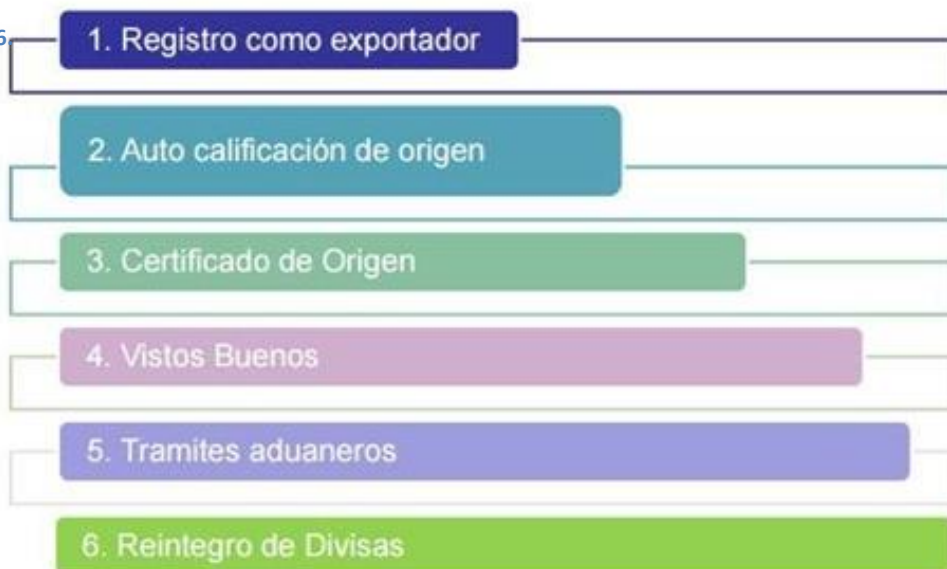 1. Registro como exportador
2. Auto calificación de origen
3. Certificado de Origen
4. Vistos Buenos
5. Tramites aduaneros
6. Reintegro de Divisas